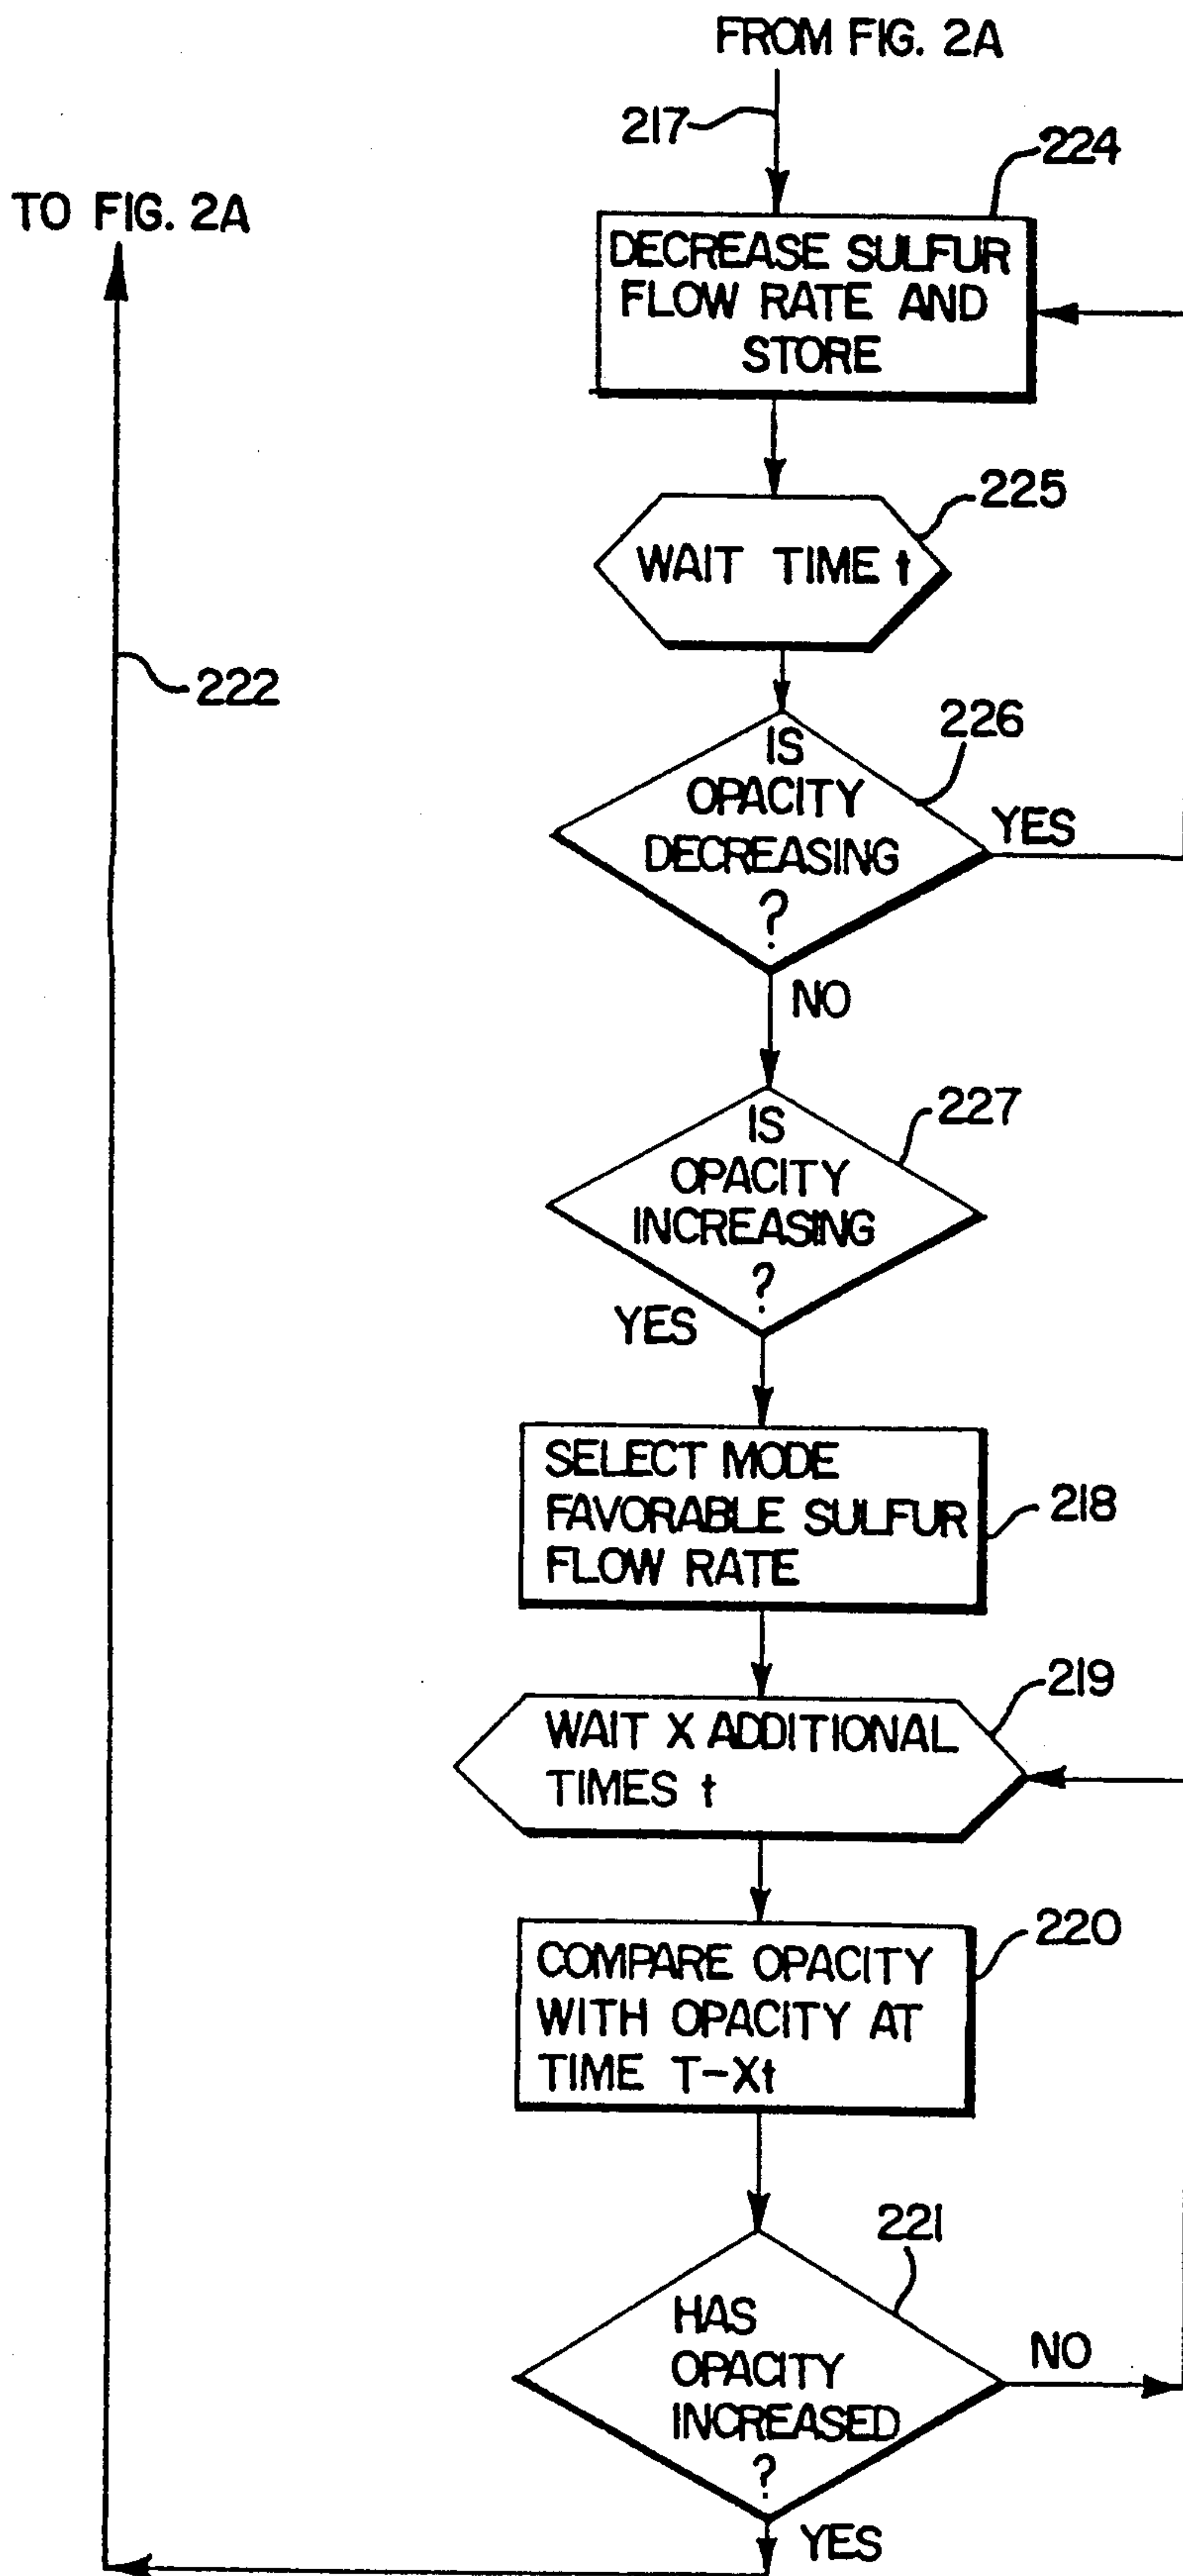 FROM FIG. 2A
217
224
TO FIG. 2A
DECREASE SULFUR
FLOW RATE AND
STORE
225
WAIT TIME t
222
226
IS
OPACITY
DECREASING
?
YES
NO
227
IS
OPACITY
INCREASING
?
YES
SELECT MODE
FAVORABLE SULFUR
FLOW RATE
218
219
WAIT X ADDITIONAL
TIMES t
220
COMPARE OPACITY
WITH OPACITY AT
TIME T-Xt
221
HAS
OPACITY
INCREASED
?
NO
YES